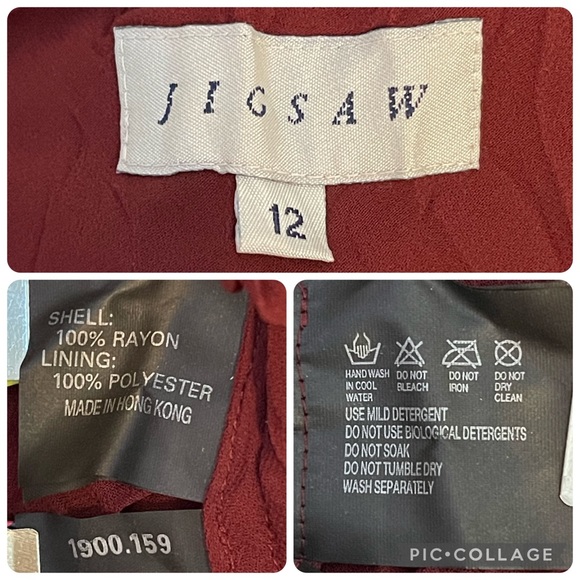 JIGSAW
12
SHELL:
100% RAYON
LINING:
100% POLYESTER
MADE IN HONG KONG
1900.159
HAND WASH
IN COOL
WATER
DO NOT
BLEACH
DO NOT
IRON
DO NOT
DRY
CLEAN
USE MILD DETERGENT
DO NOT USE BIOLOGICAL DETERGENTS
DO NOT SOAK
DO NOT TUMBLE DRY
WASH SEPARATELY
PIC•COLLAGE